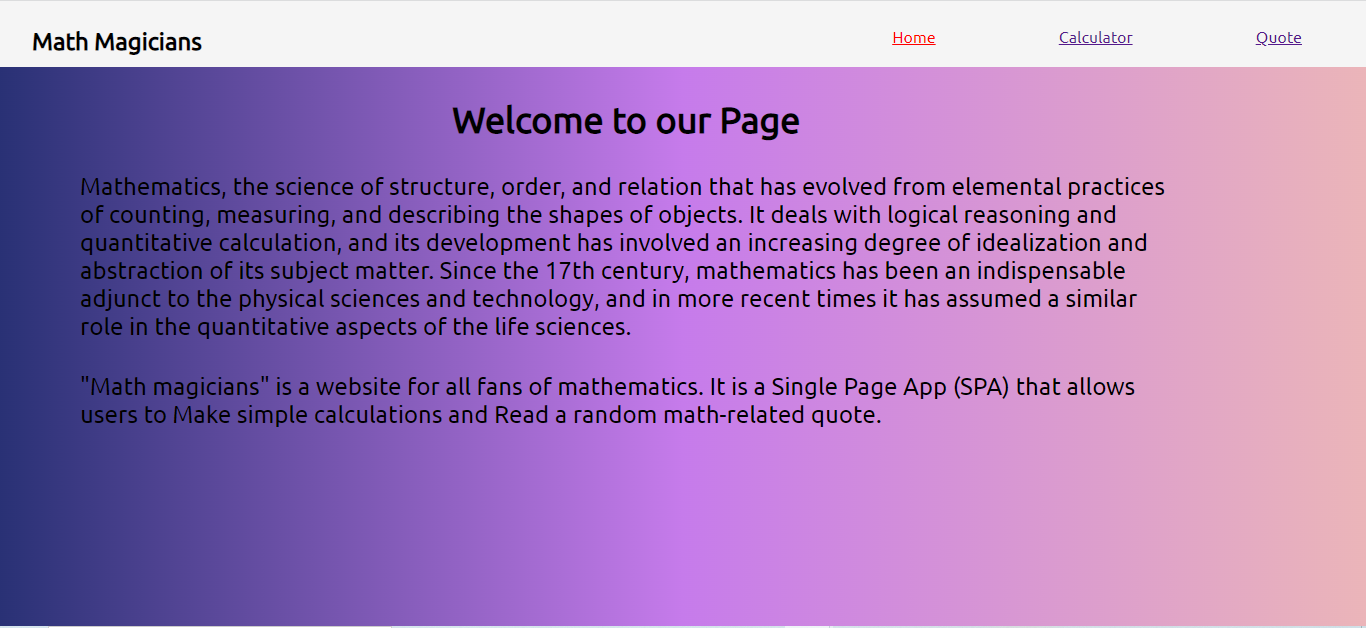 Math Magicians
Home Calculator Quote
Welcome to our Page
Mathematics, the science of structure, order, and relation that has evolved from elemental practices
of counting, measuring, and describing the shapes of objects. It deals with logical reasoning and
quantitative calculation, and its development has involved an increasing degree of idealization and
abstraction of its subject matter. Since the 17th century, mathematics has been an indispensable
adjunct to the physical sciences and technology, and in more recent times it has assumed a similar
role in the quantitative aspects of the life sciences.
"Math magicians" is a website for all fans of mathematics. It is a Single Page App (SPA) that allows
users to Make simple calculations and Read a random math-related quote.